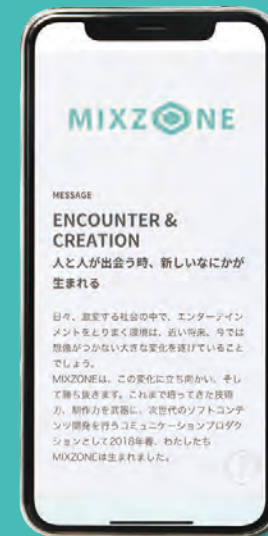 MIXZONE
MESSAGE
ENCOUNTER &
CREATION
人と人が出会う時、新しいなにかが
生まれる
日々、激変する社会の中で、エンターテイン
メントをとりまく環境は、近い将来、今では
想像がつかない大きな変化を遂げていること
でしょう。
MIXZONEは、この変化に立ち向かい、そし
て勝ち抜きます。これまで培ってきた技術
力、制作力を武器に、次世代のソフトコンテ
ンツ開発を行うコミュニケーションプロダク
ションとして2018年春、わたしたち
MIXZONEは生まれました。